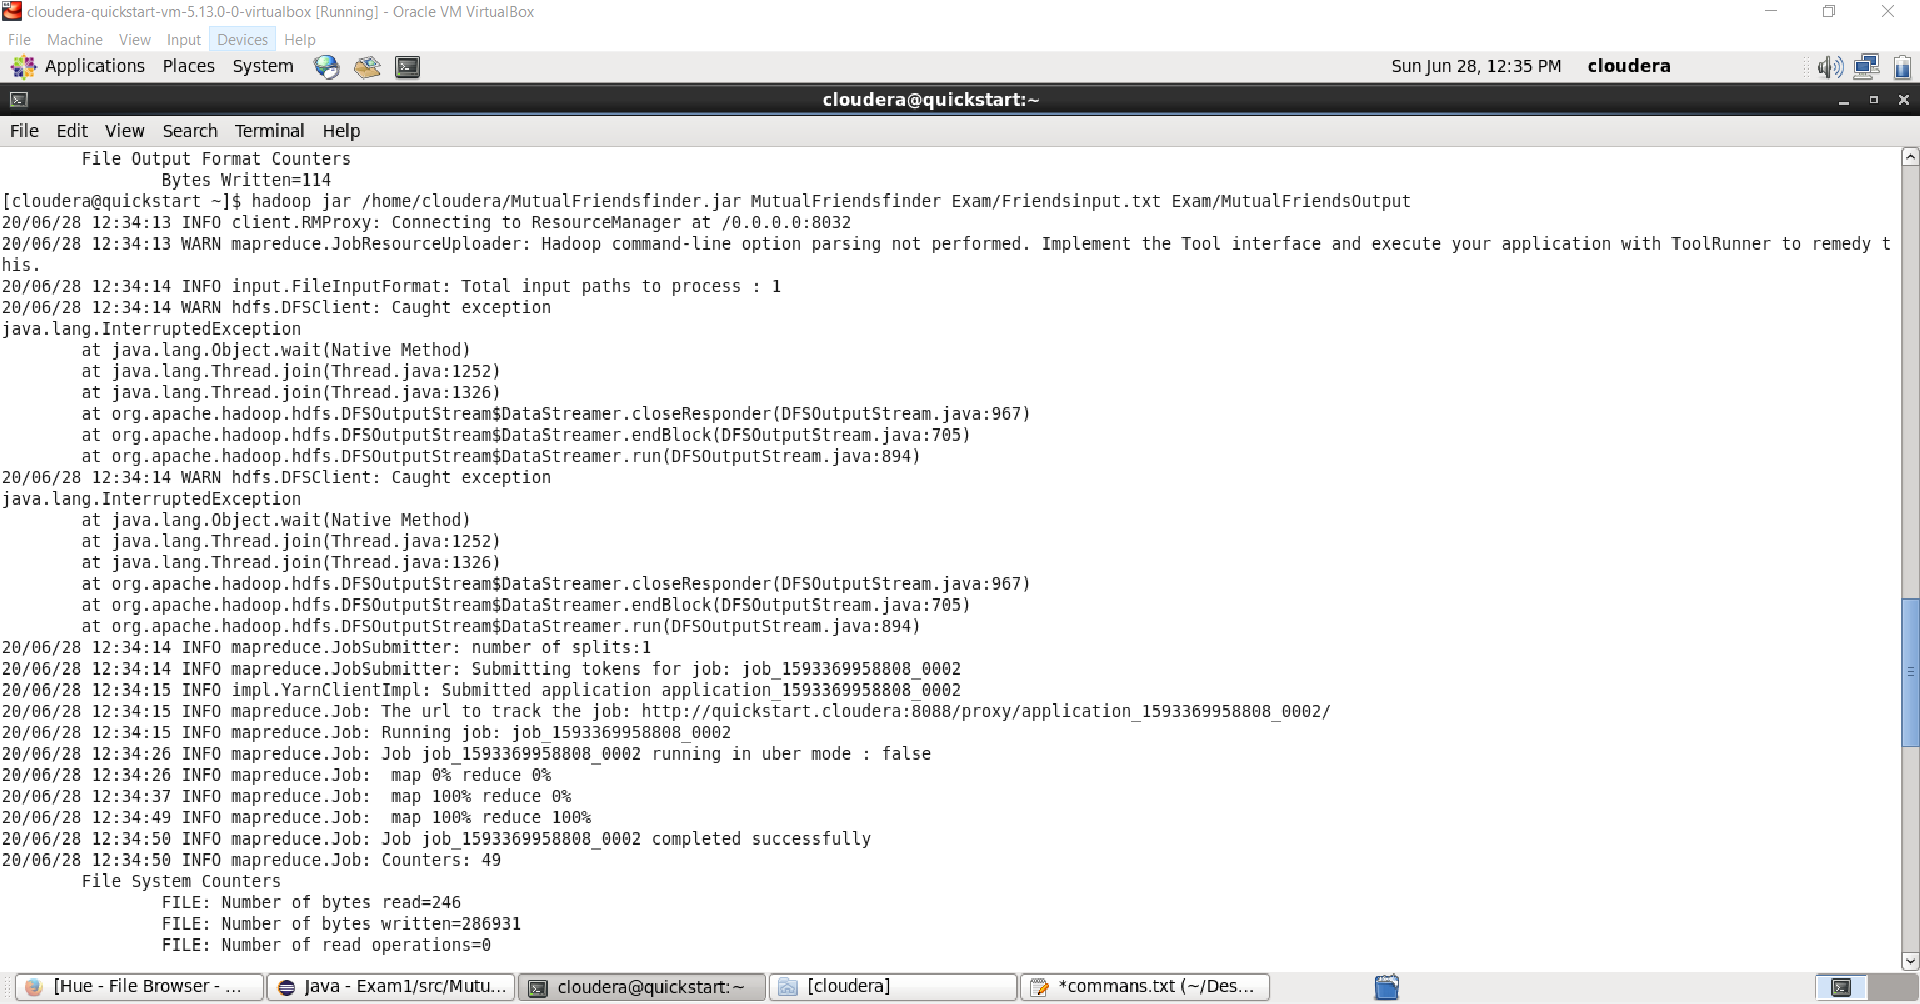 cloudera-quickstart-vm-5.13.0-0-virtualbox [Running] - Oracle VM VirtualBox
File Machine View Input Devices Help
Applications Places System Sun Jun 28, 12:35 PM cloudera
cloudera@quickstart:~
File Edit View Search Terminal Help
File Output Format Counters
Bytes Written=114
[cloudera@quickstart ~]$ hadoop jar /home/cloudera/MutualFriendsfinder.jar MutualFriendsfinder Exam/Friendsinput.txt Exam/MutualFriendsOutput
20/06/28 12:34:13 INFO client.RMProxy: Connecting to ResourceManager at /0.0.0.0:8032
20/06/28 12:34:13 WARN mapreduce.JobResourceUploader: Hadoop command-line option parsing not performed. Implement the Tool interface and execute your application with ToolRunner to remedy t
his.
20/06/28 12:34:14 INFO input.FileInputFormat: Total input paths to process : 1
20/06/28 12:34:14 WARN hdfs.DFSClient: Caught exception
java.lang.InterruptedException
at java.lang.Object.wait(Native Method)
at java.lang.Thread.join(Thread.java:1252)
at java.lang.Thread.join(Thread.java:1326)
at org.apache.hadoop.hdfs.DFSOutputStream$DataStreamer.closeResponder(DFSOutputStream.java:967)
at org.apache.hadoop.hdfs.DFSOutputStream$DataStreamer.endBlock(DFSOutputStream.java:705)
at org.apache.hadoop.hdfs.DFSOutputStream$DataStreamer.run(DFSOutputStream.java:894)
20/06/28 12:34:14 WARN hdfs.DFSClient: Caught exception
java.lang.InterruptedException
at java.lang.Object.wait(Native Method)
at java.lang.Thread.join(Thread.java:1252)
at java.lang.Thread.join(Thread.java:1326)
at org.apache.hadoop.hdfs.DFSOutputStream$DataStreamer.closeResponder(DFSOutputStream.java:967)
at org.apache.hadoop.hdfs.DFSOutputStream$DataStreamer.endBlock(DFSOutputStream.java:705)
at org.apache.hadoop.hdfs.DFSOutputStream$DataStreamer.run(DFSOutputStream.java:894)
20/06/28 12:34:14 INFO mapreduce.JobSubmitter: number of splits:1
20/06/28 12:34:14 INFO mapreduce.JobSubmitter: Submitting tokens for job: job_1593369958808_0002
20/06/28 12:34:15 INFO impl.YarnClientImpl: Submitted application application_1593369958808_0002
20/06/28 12:34:15 INFO mapreduce.Job: The url to track the job: http://quickstart.cloudera:8088/proxy/application_1593369958808_0002/
20/06/28 12:34:15 INFO mapreduce.Job: Running job: job_1593369958808_0002
20/06/28 12:34:26 INFO mapreduce.Job: Job job_1593369958808_0002 running in uber mode : false
20/06/28 12:34:26 INFO mapreduce.Job:  map 0% reduce 0%
20/06/28 12:34:37 INFO mapreduce.Job:  map 100% reduce 0%
20/06/28 12:34:49 INFO mapreduce.Job:  map 100% reduce 100%
20/06/28 12:34:50 INFO mapreduce.Job: Job job_1593369958808_0002 completed successfully
20/06/28 12:34:50 INFO mapreduce.Job: Counters: 49
File System Counters
FILE: Number of bytes read=246
FILE: Number of bytes written=286931
FILE: Number of read operations=0
[Hue - File Browser - ... Java - Exam1/src/Mutu... cloudera@quickstart:~ [cloudera] *commans.txt (~/Des...